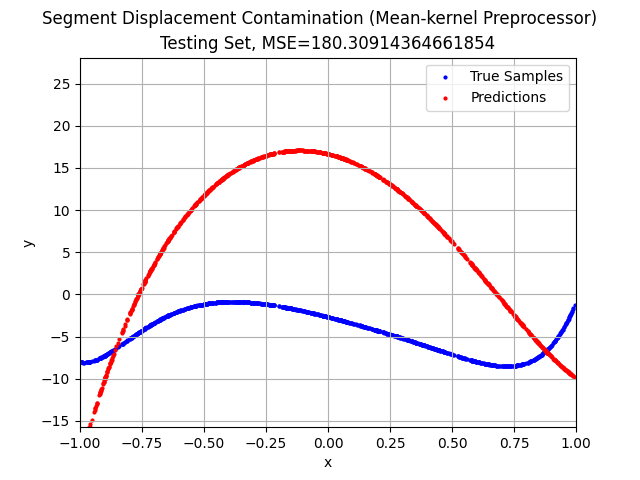 Segment Displacement Contamination (Mean-kernel Preprocessor)
Testing Set, MSE=180.30914364661854
True Samples
Predictions
25
20
15
10
5
0
−5
−10
−15
y
−1.00 −0.75 −0.50 −0.25 0.00 0.25 0.50 0.75 1.00
x